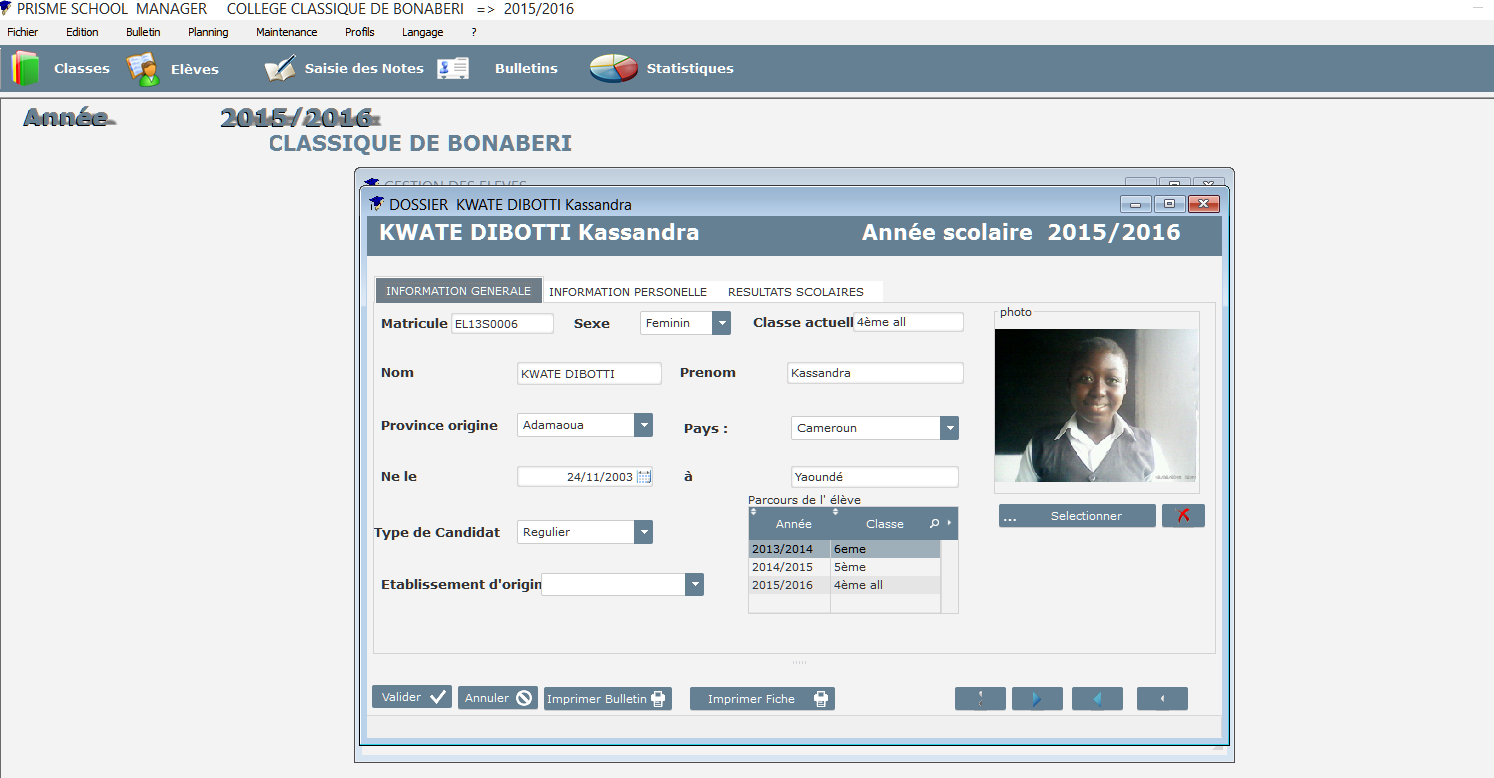 PRISME SCHOOL MANAGER COLLEGE CLASSIQUE DE BONABERI => 2015/2016
Fichier Edition Bulletin Planning Maintenance Profils Langage ?
Classes Elèves Saisie des Notes Bulletins Statistiques
Année 2015/2016
CLASSIQUE DE BONABERI
GESTION DES ELEVES
DOSSIER KWATE DIBOTTI Kassandra
KWATE DIBOTTI Kassandra Année scolaire 2015/2016
INFORMATION GENERALE INFORMATION PERSONELLE RESULTATS SCOLAIRES
Matricule EL13S0006 Sexe Feminin Classe actuell 4ème all
photo
Nom KWATE DIBOTTI Prenom Kassandra
Province origine Adamaoua Pays : Cameroun
Ne le 24/11/2003 à Yaoundé
Parcours de l' élève
Année Classe
2013/2014 6eme
2014/2015 5ème
2015/2016 4ème all
... Selectionner
Type de Candidat Regulier
Etablissement d'origin
Valider Annuler Imprimer Bulletin Imprimer Fiche